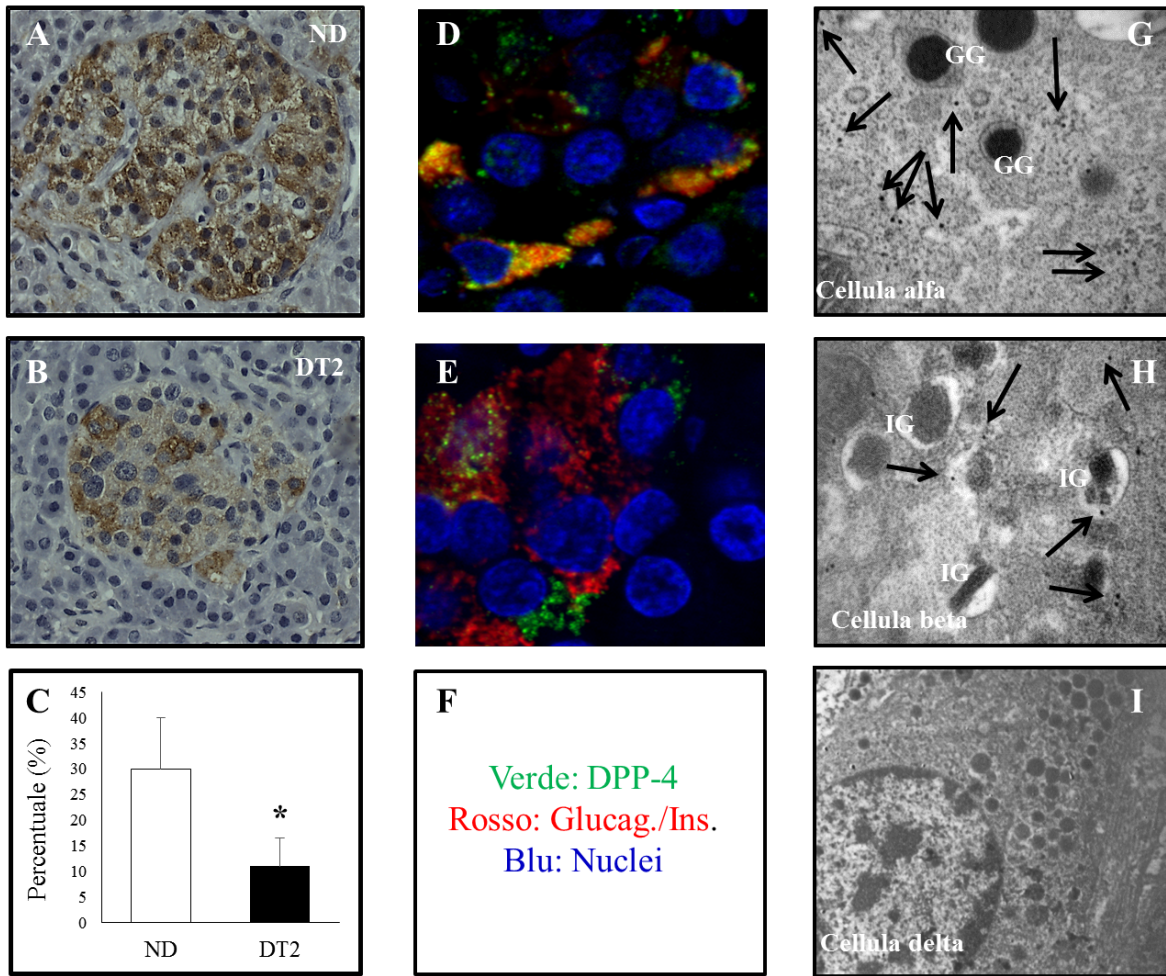 A
ND
D
G
GG
GG
Cellula alfa
B
DT2
E
H
IG
IG
IG
Cellula beta
C
45
40
35
30
25
20
15
10
5
0
Percentuale (%)
*
ND
DT2
F
Verde: DPP-4
Rosso: Glucag./Ins.
Blu: Nuclei
I
Cellula delta